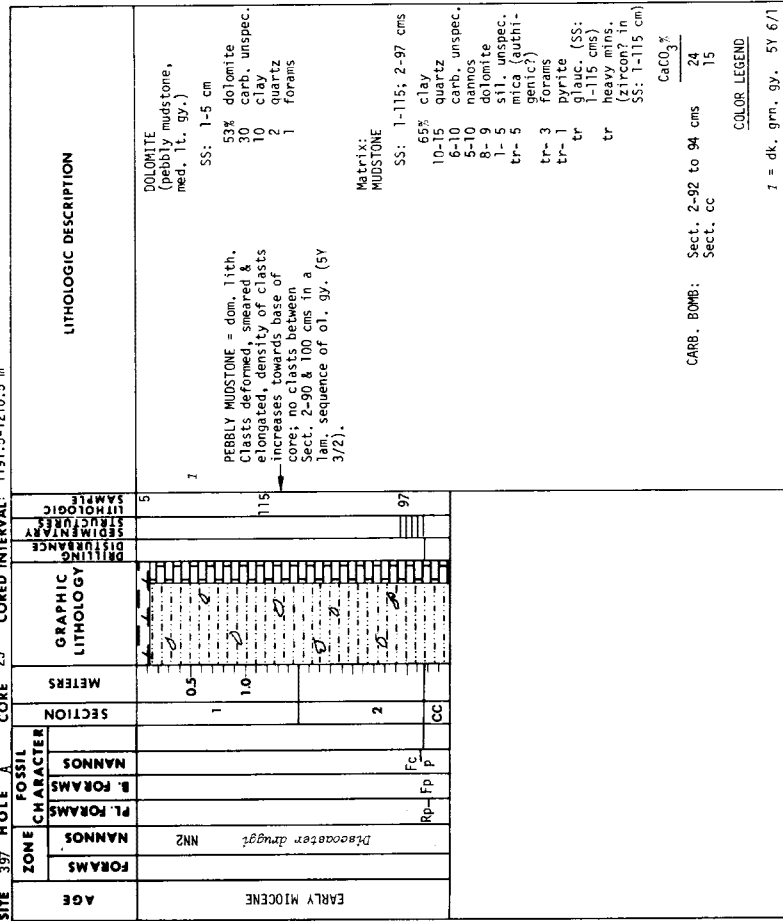 SITE 397 HOLE A CORE 25 CORED INTERVAL: 1191.5-1210.5 m
AGE
ZONE
FORAMS
NANNOS
FOSSIL CHARACTER
PL. FORAMS
B. FORAMS
NANNOS
SECTION
METERS
GRAPHIC
LITHOLOGY
DRILLING
DISTURBANCE
SEDIMENTARY
STRUCTURES
LITHOLOGIC
SAMPLE
LITHOLOGIC DESCRIPTION
EARLY MIOCENE
NN2
Discoaster druggi
Rp
Fp
Fc
p
1
2
CC
0.5
1.0
5
115
97
1
DOLOMITE
(pebbly mudstone,
med. lt. gy.)
SS: 1-5 cm
53% dolomite
30 carb. unspec.
10 clay
2 quartz
1 forams
PEBBLY MUDSTONE = dom. lith.
Clasts deformed, smeared &
elongated, density of clasts
increases towards base of
core; no clasts between
Sect. 2-90 & 100 cms in a
lam. sequence of ol. gy. (5Y
3/2).
Matrix:
MUDSTONE
SS: 1-115; 2-97 cms
65% clay
10-15 quartz
6-10 carb. unspec.
5-10 nannos
8- 9 dolomite
1- 5 sil. unspec.
tr- 5 mica (authi-
genic?)
tr- 3 forams
tr- 1 pyrite
tr glauc. (SS:
1-115 cms)
tr heavy mins.
(zircon? in
SS: 1-115 cm)
CaCO3%
CARB. BOMB: Sect. 2-92 to 94 cms 24
Sect. cc 15
COLOR LEGEND
1 = dk. grn. gy. 5Y 6/1